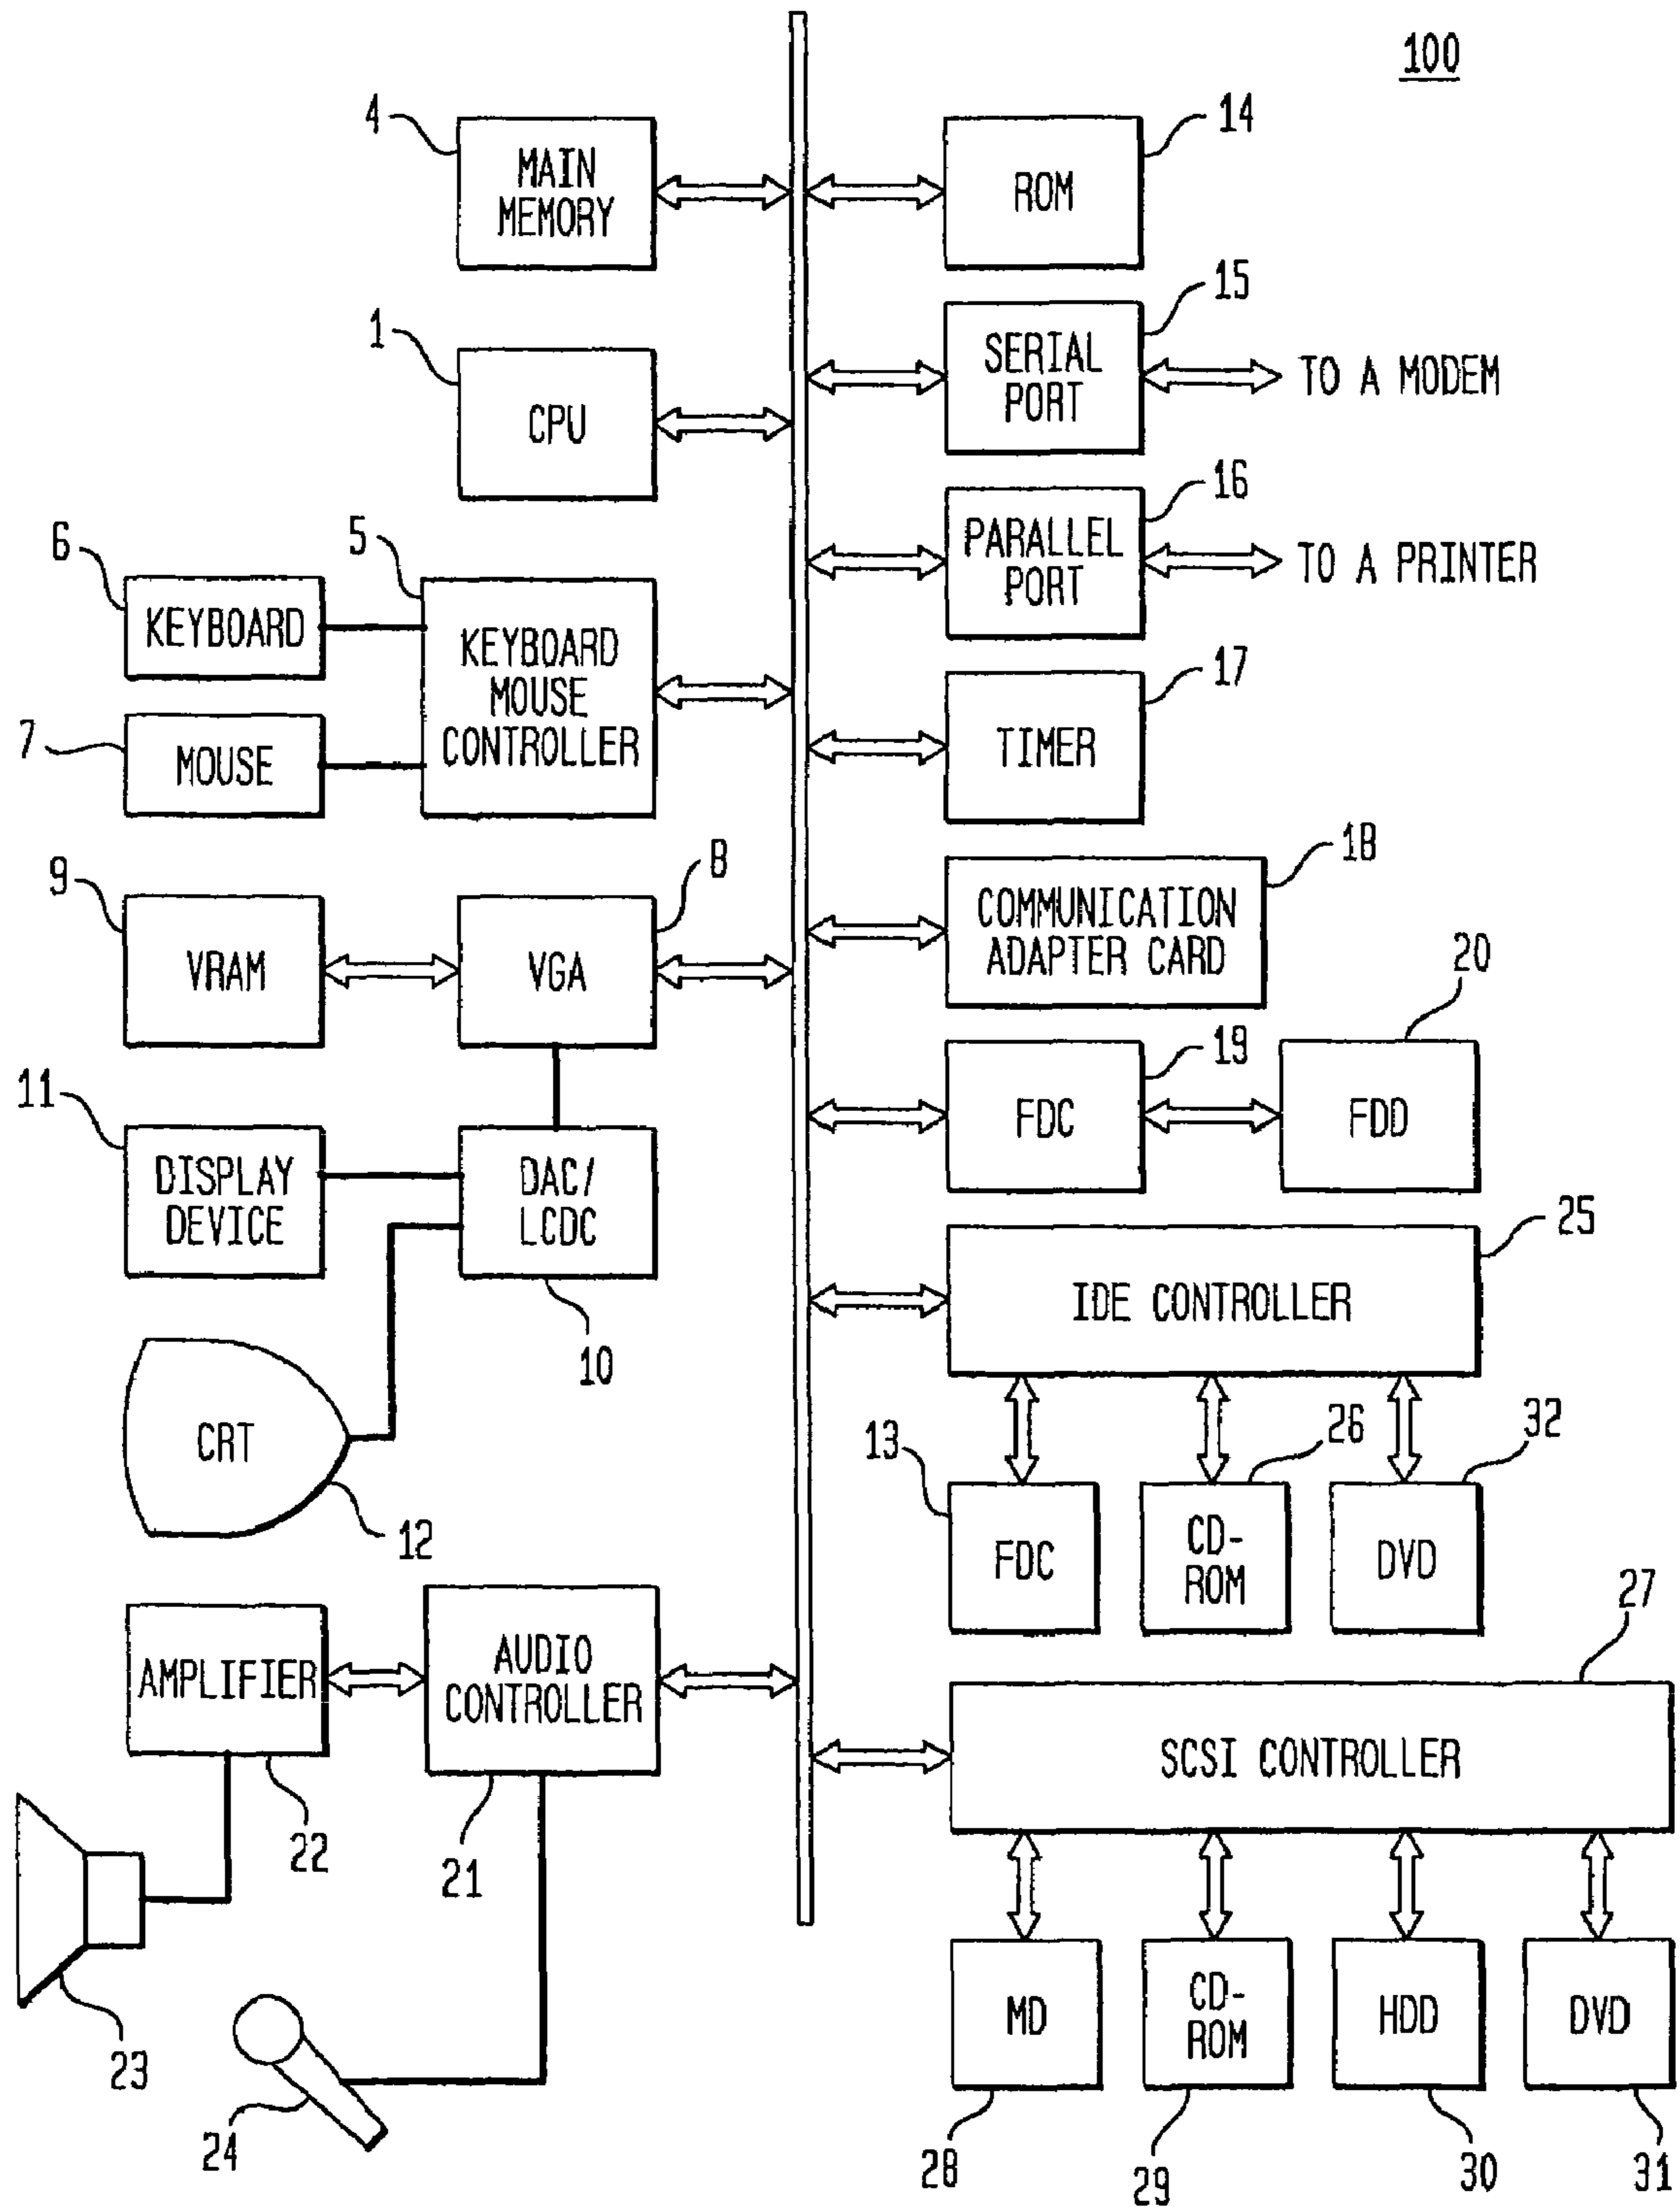 100
4
MAIN
MEMORY
14
ROM
1
CPU
15
SERIAL
PORT
TO A MODEM
16
PARALLEL
PORT
TO A PRINTER
6
KEYBOARD
5
KEYBOARD
MOUSE
CONTROLLER
7
MOUSE
17
TIMER
9
VRAM
8
VGA
18
COMMUNICATION
ADAPTER CARD
11
DISPLAY
DEVICE
DAC/
LCDC
10
19
FDC
20
FDD
CRT
12
25
IDE CONTROLLER
13
FDC
26
CD-
ROM
32
DVD
AMPLIFIER
22
AUDIO
CONTROLLER
21
23
24
27
SCSI CONTROLLER
MD
28
CD-
ROM
29
HDD
30
DVD
31